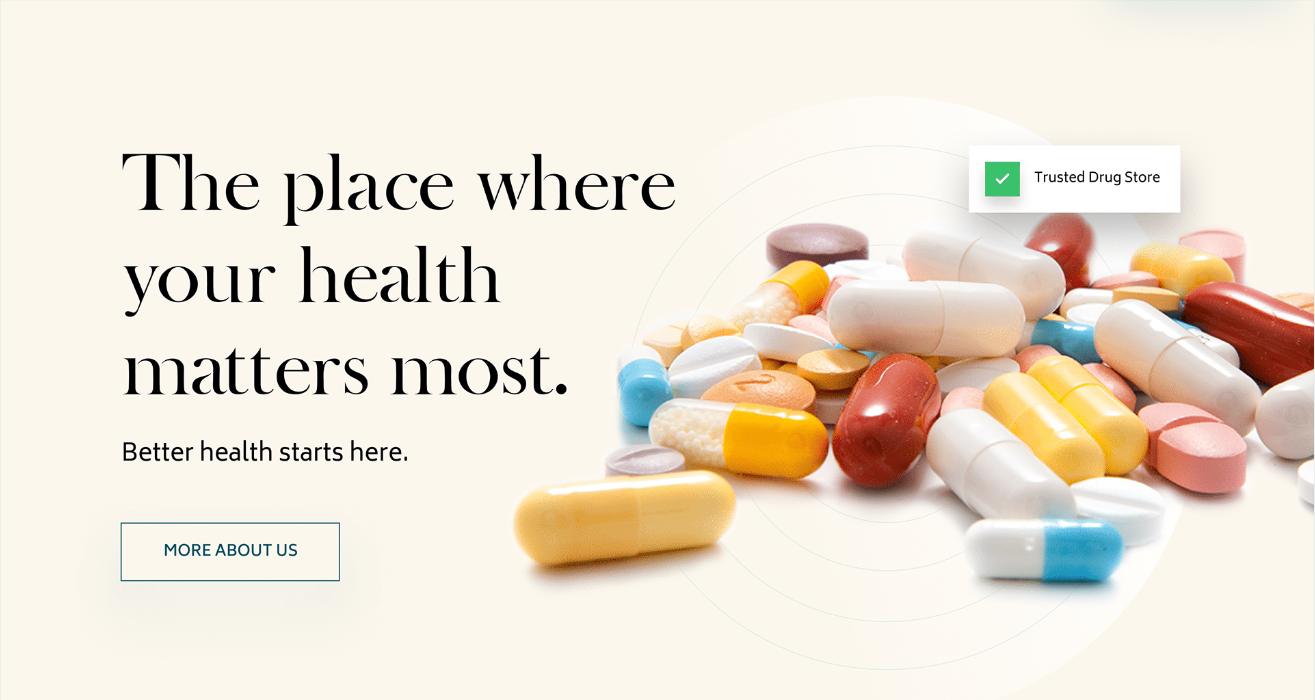 The place where
your health
matters most.
Better health starts here.
MORE ABOUT US
Trusted Drug Store